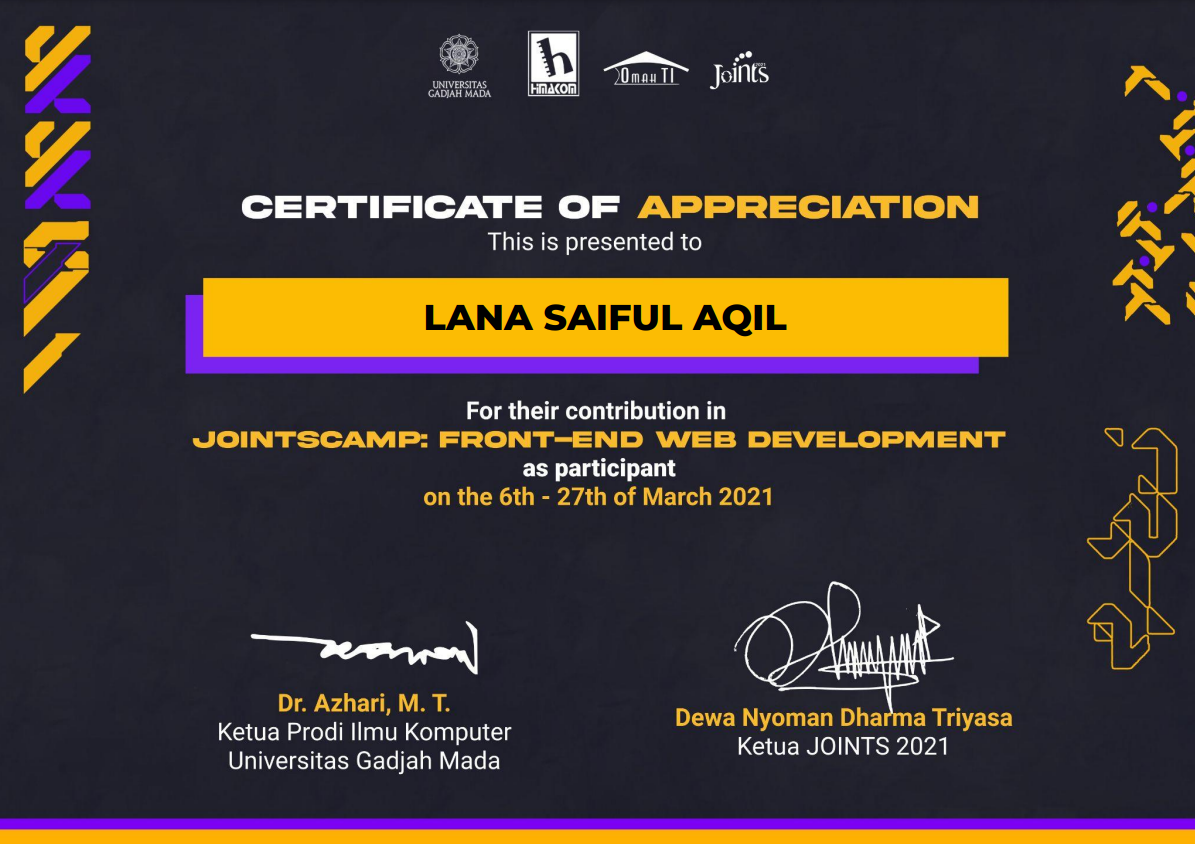 UNIVERSITAS
GADJAH MADA
h
HIMAKOM
OMAH TI
Joints
2021
CERTIFICATE OF APPRECIATION
This is presented to
LANA SAIFUL AQIL
For their contribution in
JOINTSCAMP: FRONT-END WEB DEVELOPMENT
as participant
on the 6th - 27th of March 2021
Dr. Azhari, M. T.
Ketua Prodi Ilmu Komputer
Universitas Gadjah Mada
Dewa Nyoman Dharma Triyasa
Ketua JOINTS 2021